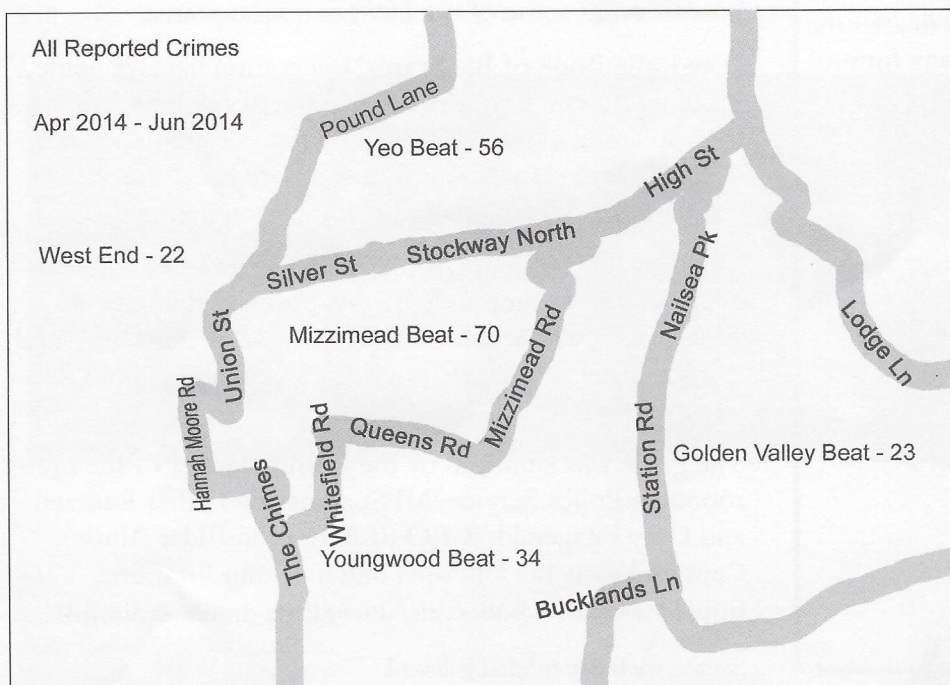 All Reported Crimes
Apr 2014 - Jun 2014
Pound Lane
Yeo Beat - 56
High St
West End - 22
Silver St
Stockway North
Nailsea Pk
Lodge Ln
Union St
Mizzimead Beat - 70
Mizzimead Rd
Hannah Moore Rd
Whitefield Rd
Queens Rd
Station Rd
Golden Valley Beat - 23
The Chimes
Youngwood Beat - 34
Bucklands Ln